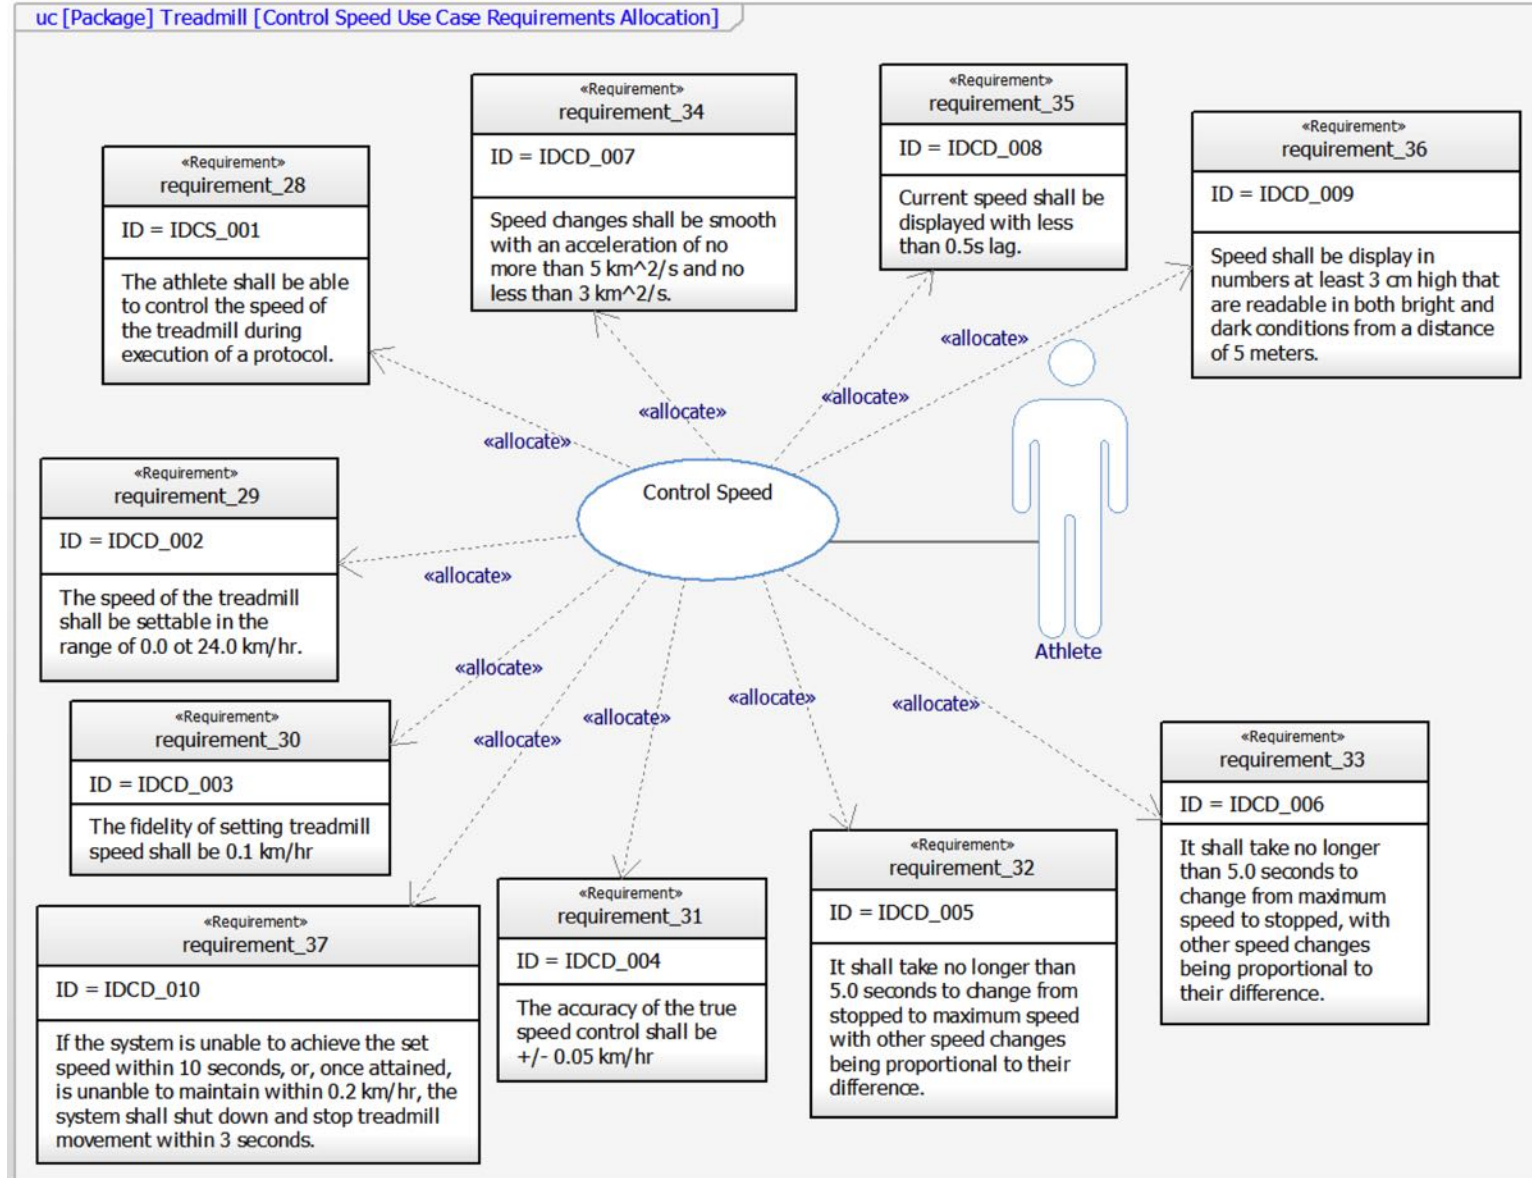 uc [Package] Treadmill [Control Speed Use Case Requirements Allocation]
«Requirement»
requirement_28
ID = IDCS_001
The athlete shall be able
to control the speed of
the treadmill during
execution of a protocol.
«Requirement»
requirement_34
ID = IDCD_007
Speed changes shall be smooth
with an acceleration of no
more than 5 km^2/s and no
less than 3 km^2/s.
«Requirement»
requirement_35
ID = IDCD_008
Current speed shall be
displayed with less
than 0.5s lag.
«Requirement»
requirement_36
ID = IDCD_009
Speed shall be display in
numbers at least 3 cm high that
are readable in both bright and
dark conditions from a distance
of 5 meters.
«allocate»
«allocate»
«allocate»
«allocate»
Control Speed
Athlete
«Requirement»
requirement_29
ID = IDCD_002
The speed of the treadmill
shall be settable in the
range of 0.0 ot 24.0 km/hr.
«allocate»
«allocate»
«allocate»
«allocate»
«allocate»
«allocate»
«Requirement»
requirement_30
ID = IDCD_003
The fidelity of setting treadmill
speed shall be 0.1 km/hr
«Requirement»
requirement_37
ID = IDCD_010
If the system is unable to achieve the set
speed within 10 seconds, or, once attained,
is unanble to maintain within 0.2 km/hr, the
system shall shut down and stop treadmill
movement within 3 seconds.
«Requirement»
requirement_31
ID = IDCD_004
The accuracy of the true
speed control shall be
+/- 0.05 km/hr
«Requirement»
requirement_32
ID = IDCD_005
It shall take no longer than
5.0 seconds to change from
stopped to maximum speed
with other speed changes
being proportional to their
difference.
«Requirement»
requirement_33
ID = IDCD_006
It shall take no longer
than 5.0 seconds to
change from maximum
speed to stopped, with
other speed changes
being proportional to
their difference.